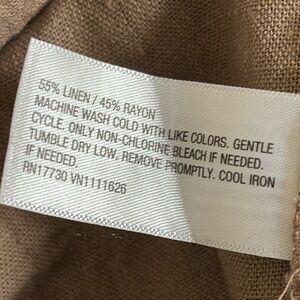 55% LINEN / 45% RAYON
MACHINE WASH COLD WITH LIKE COLORS. GENTLE
CYCLE. ONLY NON-CHLORINE BLEACH IF NEEDED.
TUMBLE DRY LOW. REMOVE PROMPTLY. COOL IRON
IF NEEDED.
RN17730 VN1111626